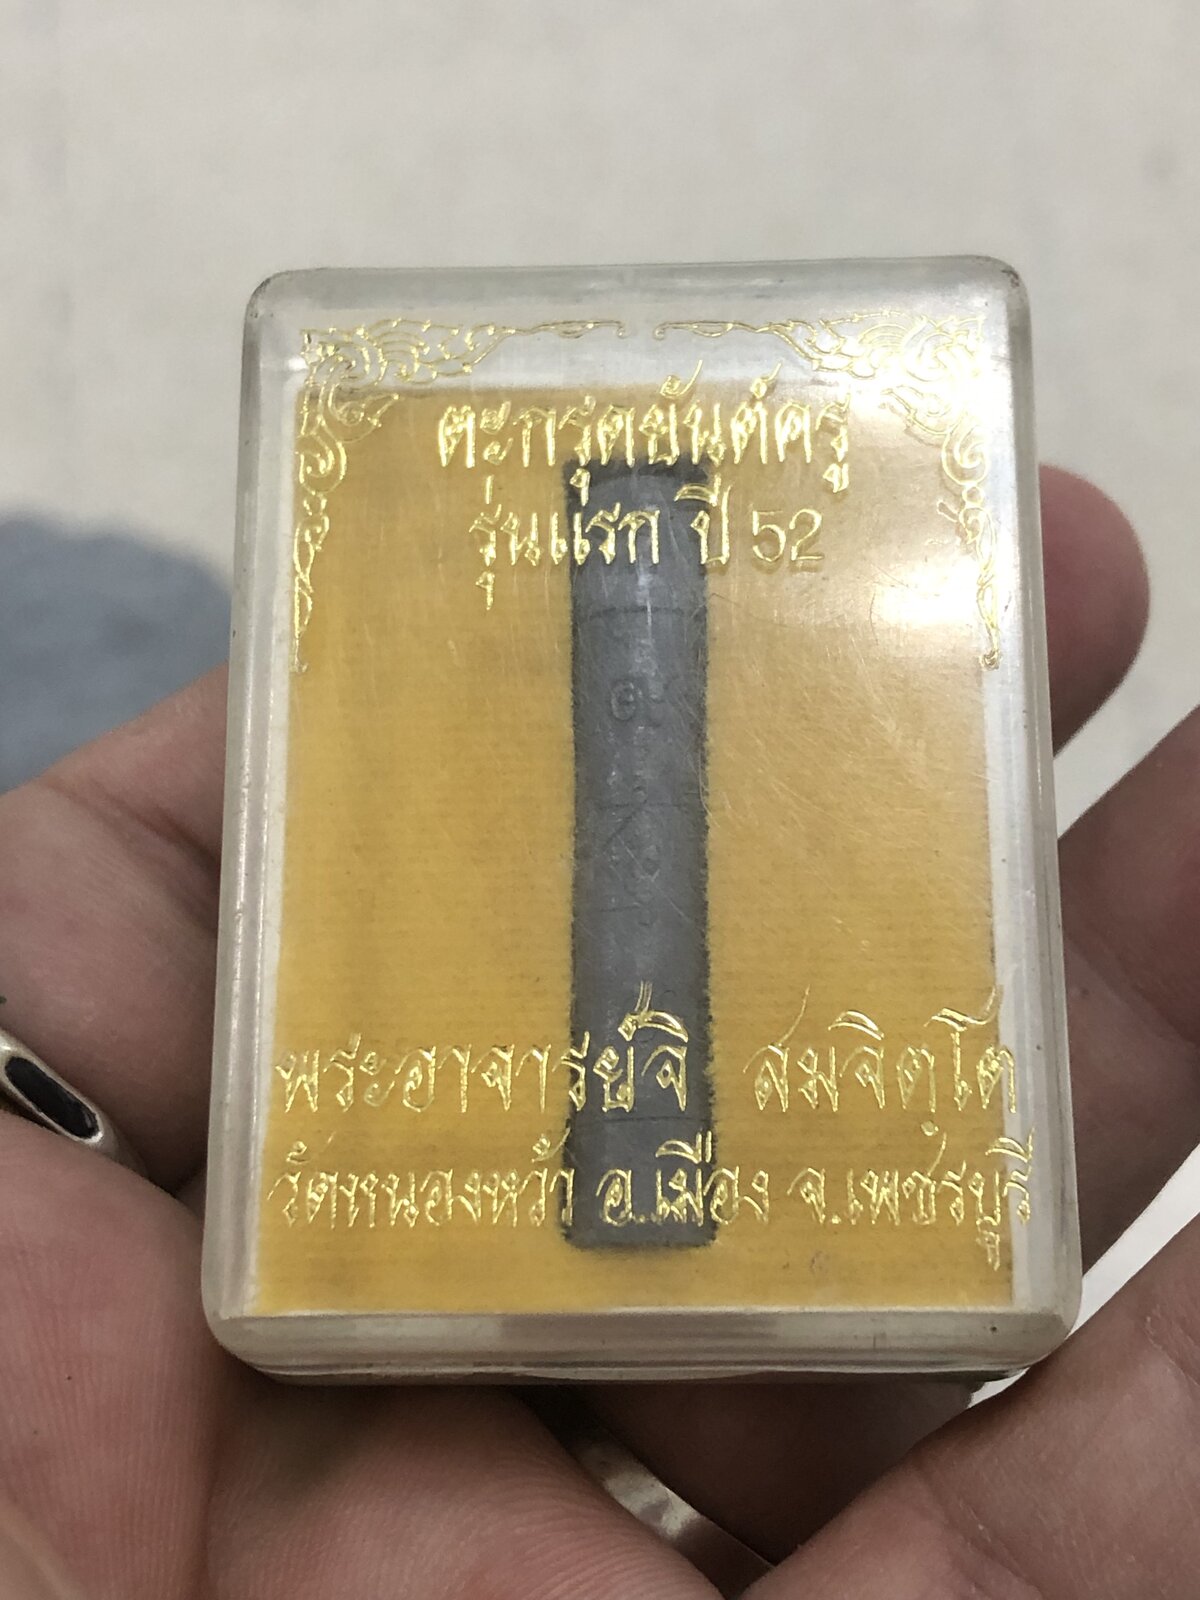 ตะกรุดยันต์ครู
รุ่นแรก ปี 52
พระอาจารย์จิ สมจิตฺโต
วัดหนองหว้า อ.เมือง จ.เพชรบุรี